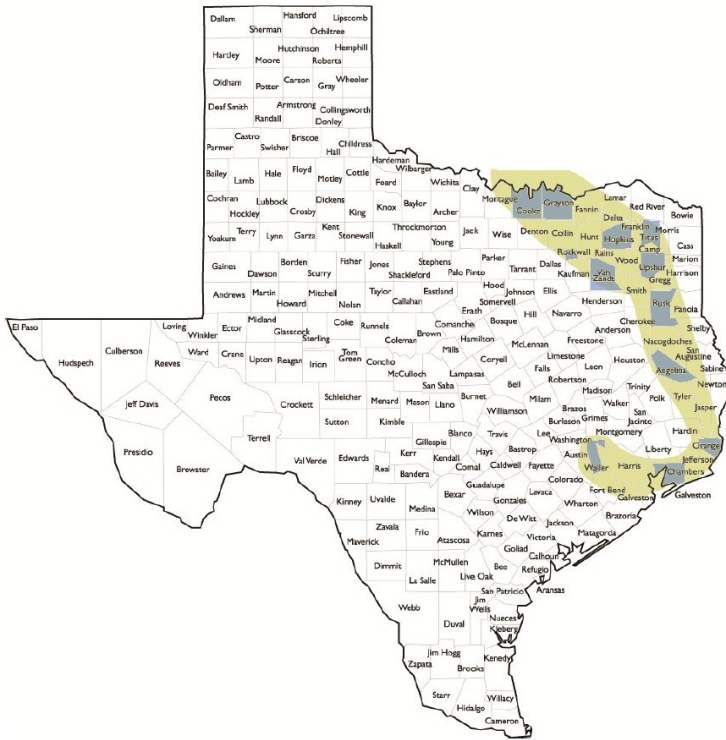 Dallam
Sherman
Hansford
Ochiltree
Lipscomb
Hartley
Moore
Hutchinson
Roberts
Hemphill
Oldham
Potter
Carson
Gray
Wheeler
Deaf Smith
Randall
Armstrong
Donley
Collingsworth
Parmer
Castro
Swisher
Briscoe
Hall
Childress
Hardeman
Bailey
Lamb
Hale
Floyd
Motley
Cottle
Foard
Wilbarger
Wichita
Clay
Montague
Cooke
Grayson
Fannin
Lamar
Red River
Bowie
Cochran
Hockley
Lubbock
Crosby
Dickens
King
Knox
Baylor
Archer
Jack
Wise
Denton
Collin
Hunt
Delta
Hopkins
Franklin
Titus
Morris
Camp
Cass
Marion
Yoakum
Terry
Lynn
Garza
Kent
Stonewall
Haskell
Throckmorton
Young
Parker
Tarrant
Dallas
Rockwall
Rains
Kaufman
Van
Zandt
Wood
Upshur
Gregg
Harrison
Gaines
Dawson
Borden
Scurry
Fisher
Jones
Shackleford
Stephens
Palo Pinto
Hood
Johnson
Ellis
Henderson
Smith
Rusk
Panola
Andrews
Martin
Howard
Mitchell
Nolan
Taylor
Callahan
Eastland
Erath
Somervell
Bosque
Hill
Navarro
Anderson
Cherokee
Shelby
El Paso
Hudspeth
Culberson
Reeves
Loving
Winkler
Ector
Midland
Glasscock
Sterling
Coke
Runnels
Coleman
Brown
Comanche
Hamilton
McLennan
Freestone
Limestone
Nacogdoches
San
Augustine
Sabine
Ward
Crane
Upton
Reagan
Irion
Tom
Green
Concho
McCulloch
Mills
San Saba
Lampasas
Coryell
Falls
Bell
Robertson
Leon
Houston
Angelina
Newton
Jeff Davis
Pecos
Crockett
Schleicher
Menard
Mason
Llano
Burnet
Williamson
Milam
Brazos
Madison
Trinity
Walker
Polk
Tyler
Jasper
Presidio
Brewster
Terrell
Val Verde
Sutton
Kimble
Gillespie
Blanco
Travis
Lee
Burleson
Washington
Grimes
Montgomery
San
Jacinto
Hardin
Liberty
Orange
Jefferson
Edwards
Real
Kerr
Kendall
Bandera
Comal
Hays
Caldwell
Bastrop
Fayette
Austin
Waller
Harris
Chambers
Galveston
Galveston
Kinney
Uvalde
Medina
Bexar
Guadalupe
Gonzales
Lavaca
Colorado
Fort Bend
Wharton
Brazoria
Maverick
Zavala
Frio
Atascosa
Wilson
Karnes
De Witt
Jackson
Victoria
Matagorda
Goliad
Calhoun
Dimmit
La Salle
McMullen
Live Oak
Bee
Refugio
Aransas
San Patricio
Webb
Duval
Jim
Wells
Nueces
Kleberg
Zapata
Jim Hogg
Brooks
Kenedy
Starr
Hidalgo
Willacy
Cameron